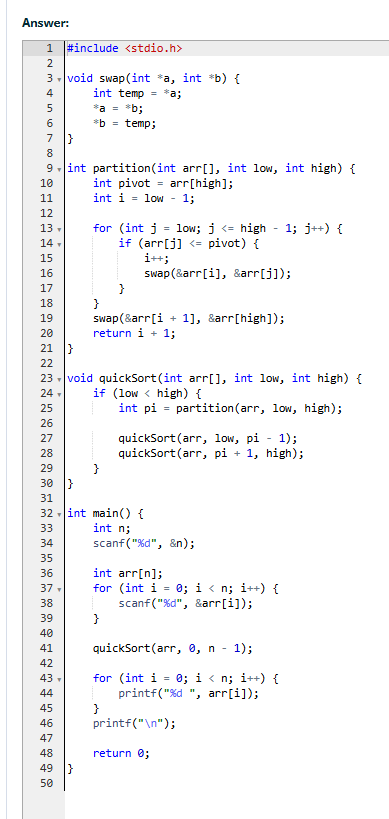 Answer:
1 #include <stdio.h>
2
3 void swap(int *a, int *b) {
4     int temp = *a;
5     *a = *b;
6     *b = temp;
7 }
8
9 int partition(int arr[], int low, int high) {
10     int pivot = arr[high];
11     int i = low - 1;
12
13     for (int j = low; j <= high - 1; j++) {
14         if (arr[j] <= pivot) {
15             i++;
16             swap(&arr[i], &arr[j]);
17         }
18     }
19     swap(&arr[i + 1], &arr[high]);
20     return i + 1;
21 }
22
23 void quickSort(int arr[], int low, int high) {
24     if (low < high) {
25         int pi = partition(arr, low, high);
26
27         quickSort(arr, low, pi - 1);
28         quickSort(arr, pi + 1, high);
29     }
30 }
31
32 int main() {
33     int n;
34     scanf("%d", &n);
35
36     int arr[n];
37     for (int i = 0; i < n; i++) {
38         scanf("%d", &arr[i]);
39     }
40
41     quickSort(arr, 0, n - 1);
42
43     for (int i = 0; i < n; i++) {
44         printf("%d ", arr[i]);
45     }
46     printf("\n");
47
48     return 0;
49 }
50